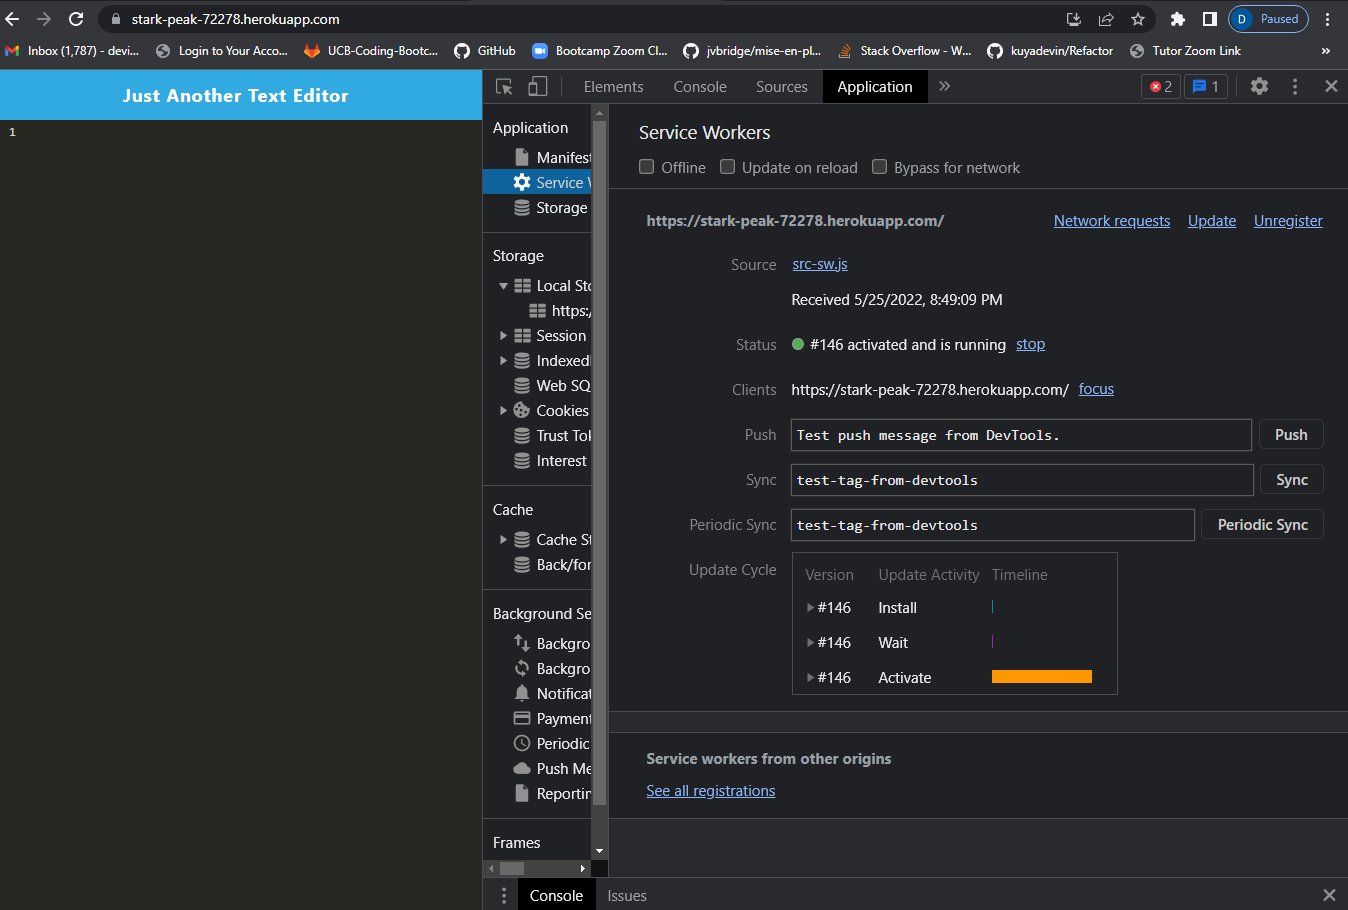 stark-peak-72278.herokuapp.com
D Paused
Inbox (1,787) - devi... Login to Your Acco... UCB-Coding-Bootc... GitHub Bootcamp Zoom Cl... jvbridge/mise-en-pl... Stack Overflow - W... kuyadevin/Refactor Tutor Zoom Link »
Just Another Text Editor
1
Elements Console Sources Application » 2 1
Application
Manifest
Service W
Storage
Storage
Local Sto
https:/
Session
Indexed
Web SQ
Cookies
Trust Tok
Interest
Cache
Cache St
Back/for
Background Se
Backgro
Backgro
Notificat
Payment
Periodic
Push Me
Reportin
Frames
Service Workers
Offline Update on reload Bypass for network
https://stark-peak-72278.herokuapp.com/ Network requests Update Unregister
Source src-sw.js
Received 5/25/2022, 8:49:09 PM
Status #146 activated and is running stop
Clients https://stark-peak-72278.herokuapp.com/ focus
Push Test push message from DevTools. Push
Sync test-tag-from-devtools Sync
Periodic Sync test-tag-from-devtools Periodic Sync
Update Cycle Version Update Activity Timeline
#146 Install
#146 Wait
#146 Activate
Service workers from other origins
See all registrations
Console Issues